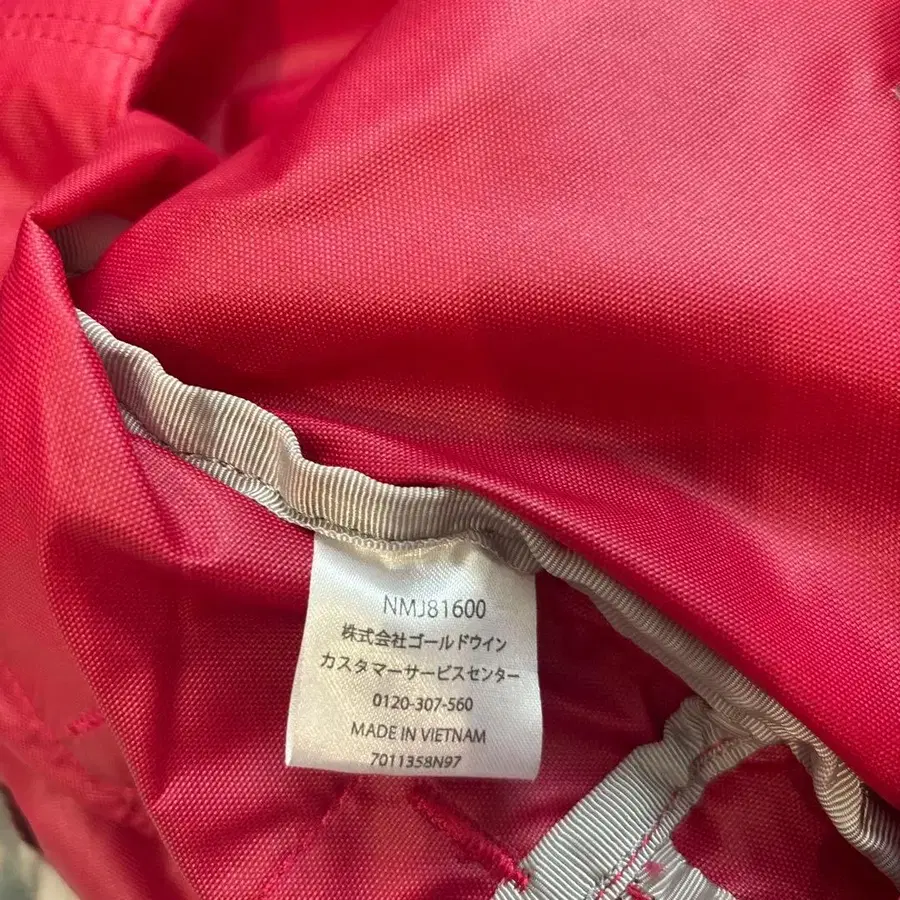 NMJ81600
株式会社ゴールドウイン
カスタマーサービスセンター
0120-307-560
MADE IN VIETNAM
7011358N97